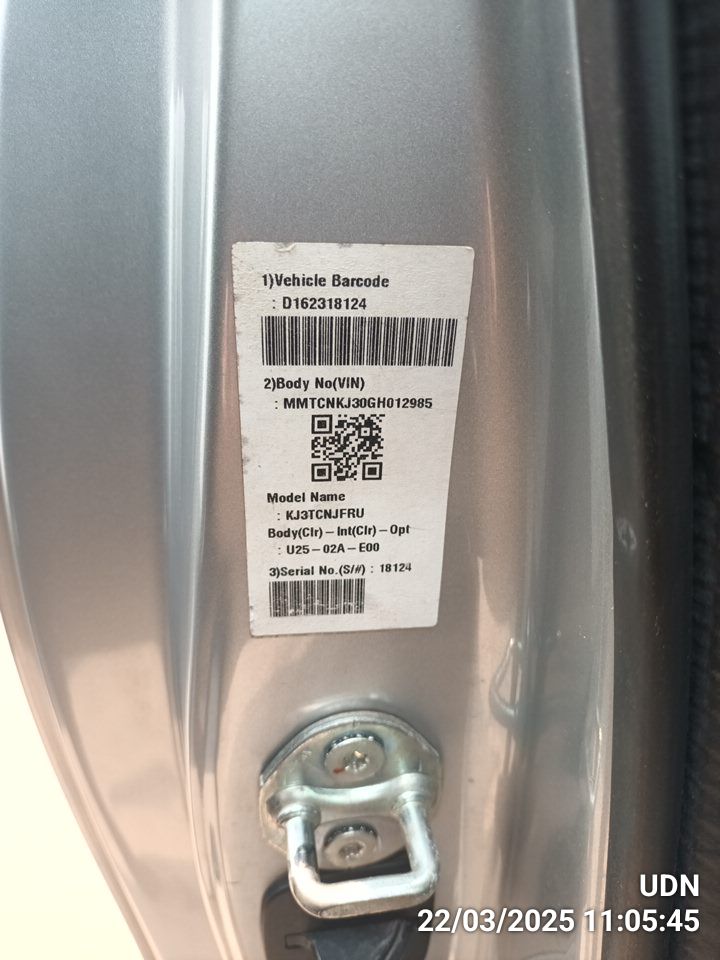 1)Vehicle Barcode
: D162318124
2)Body No(VIN)
: MMTCNKJ30GH012985
Model Name
: KJ3TCNJFRU
Body(Clr)-Int(Clr)-Opt
: U25-02A-E00
3)Serial No.(S/#) : 18124
UDN
22/03/2025 11:05:45